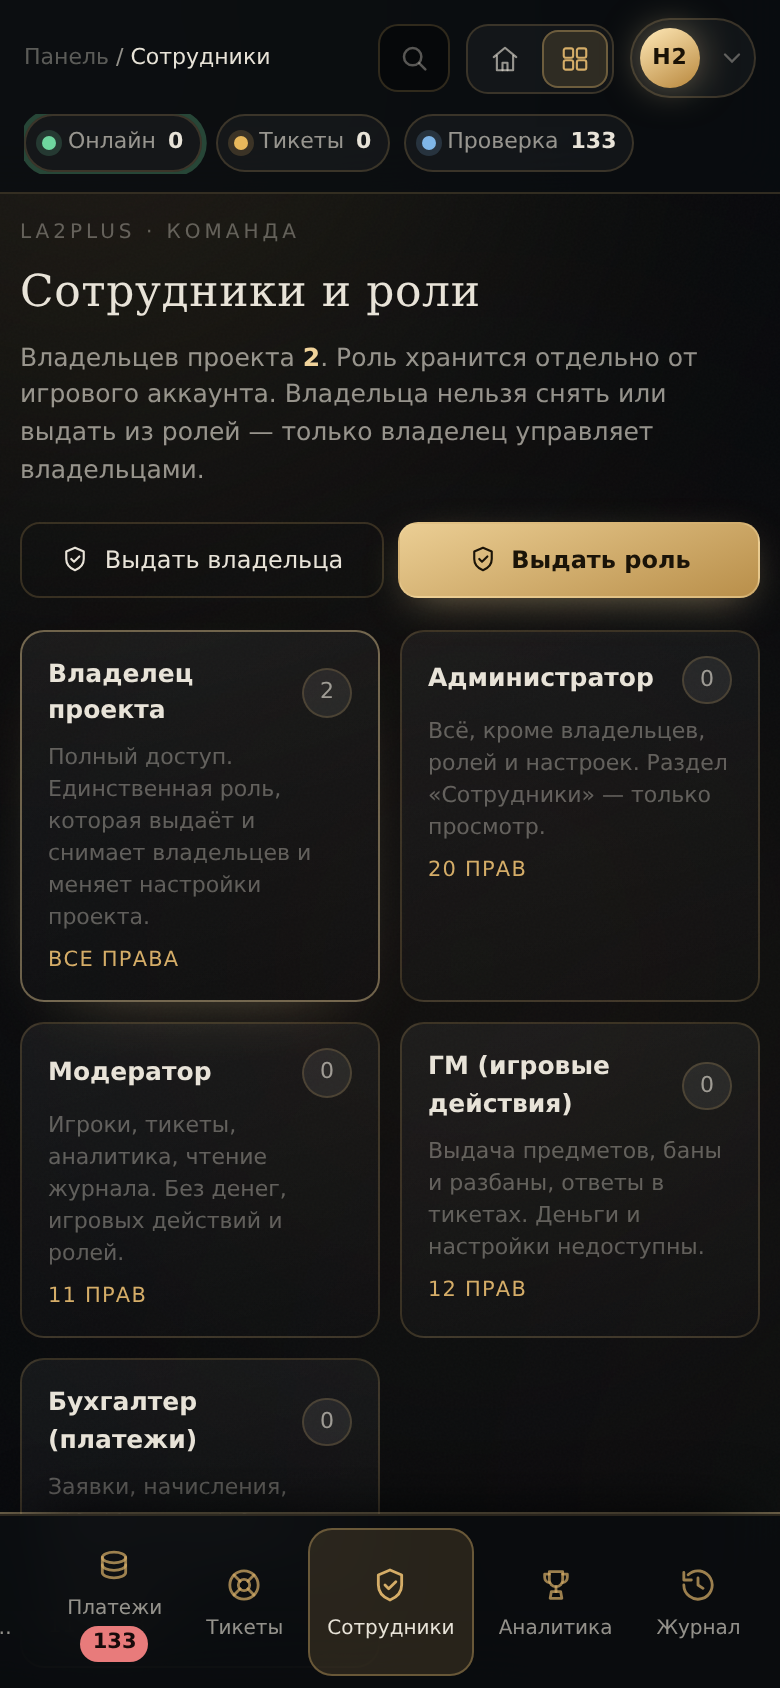 Панель / Сотрудники
H2
Онлайн 0
Тикеты 0
Проверка 133
LA2PLUS · КОМАНДА
Сотрудники и роли
Владельцев проекта 2. Роль хранится отдельно от
игрового аккаунта. Владельца нельзя снять или
выдать из ролей — только владелец управляет
владельцами.
Выдать владельца
Выдать роль
Владелец
проекта
2
Полный доступ.
Единственная роль,
которая выдаёт и
снимает владельцев и
меняет настройки
проекта.
ВСЕ ПРАВА
Администратор
0
Всё, кроме владельцев,
ролей и настроек. Раздел
«Сотрудники» — только
просмотр.
20 ПРАВ
Модератор
0
Игроки, тикеты,
аналитика, чтение
журнала. Без денег,
игровых действий и
ролей.
11 ПРАВ
ГМ (игровые
действия)
0
Выдача предметов, баны
и разбаны, ответы в
тикетах. Деньги и
настройки недоступны.
12 ПРАВ
Бухгалтер
(платежи)
0
Заявки, начисления,
Платежи
133
Тикеты
Сотрудники
Аналитика
Журнал